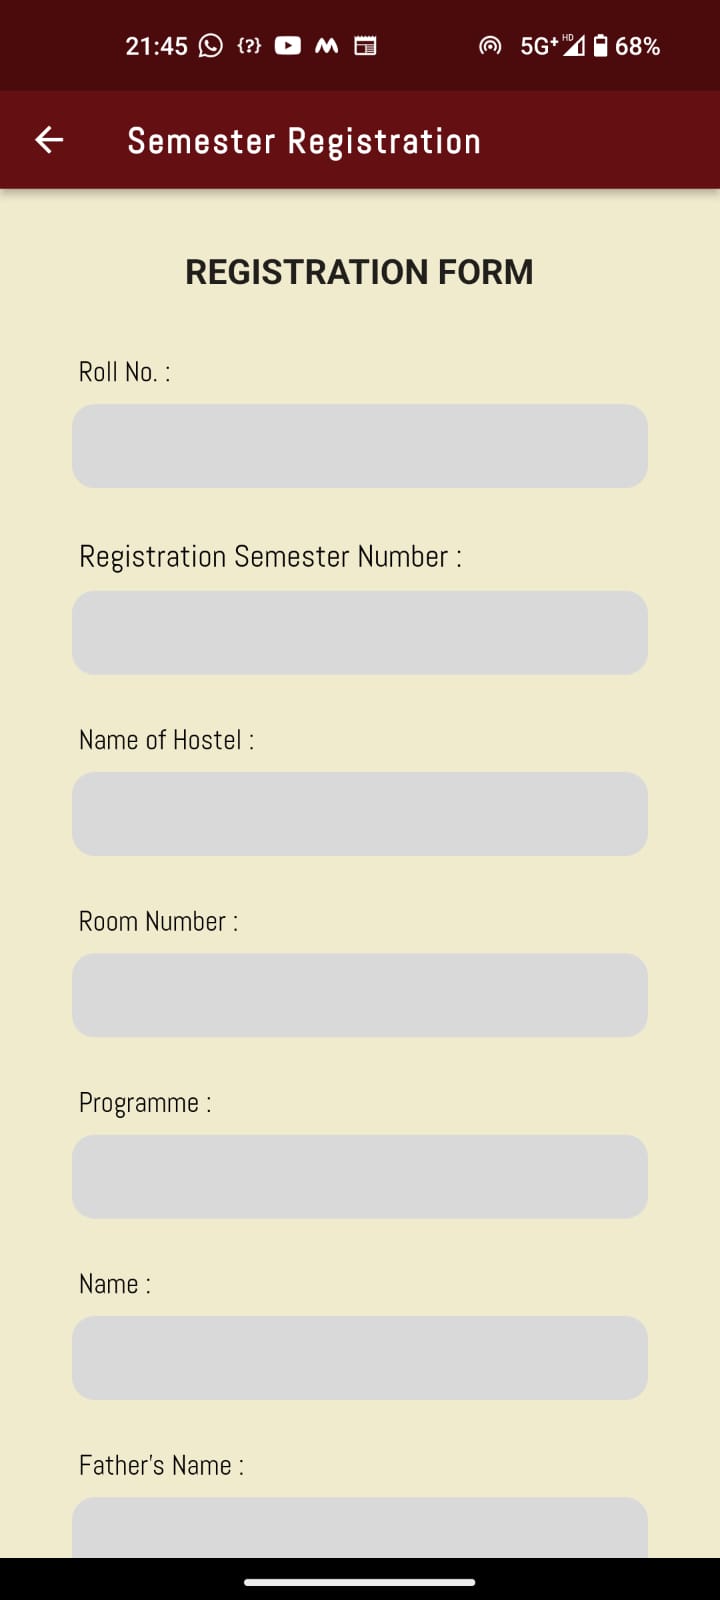 21:45 {?} 5G+ HD 68%
Semester Registration
REGISTRATION FORM
Roll No. :
Registration Semester Number :
Name of Hostel :
Room Number :
Programme :
Name :
Father's Name :